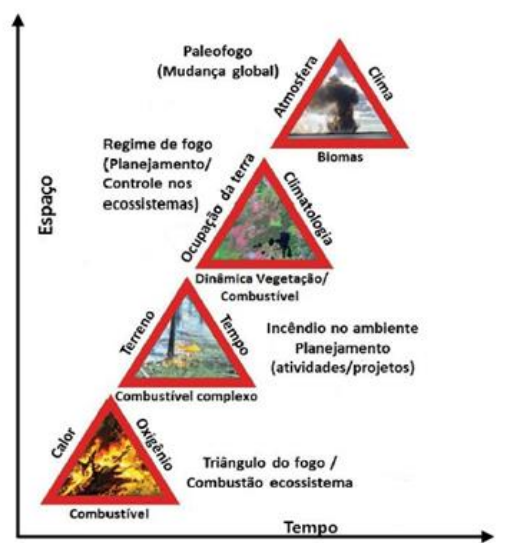 Paleofogo
(Mudança global)
Atmosfera
Clima
Biomas
Regime de fogo
(Planejamento/
Controle nos
ecossistemas)
Ocupação da terra
Climatologia
Dinâmica Vegetação/
Combustível
Espaço
Terreno
Tempo
Combustível complexo
Incêndio no ambiente
Planejamento
(atividades/projetos)
Calor
Oxigênio
Combustível
Triângulo do fogo /
Combustão ecossistema
Tempo